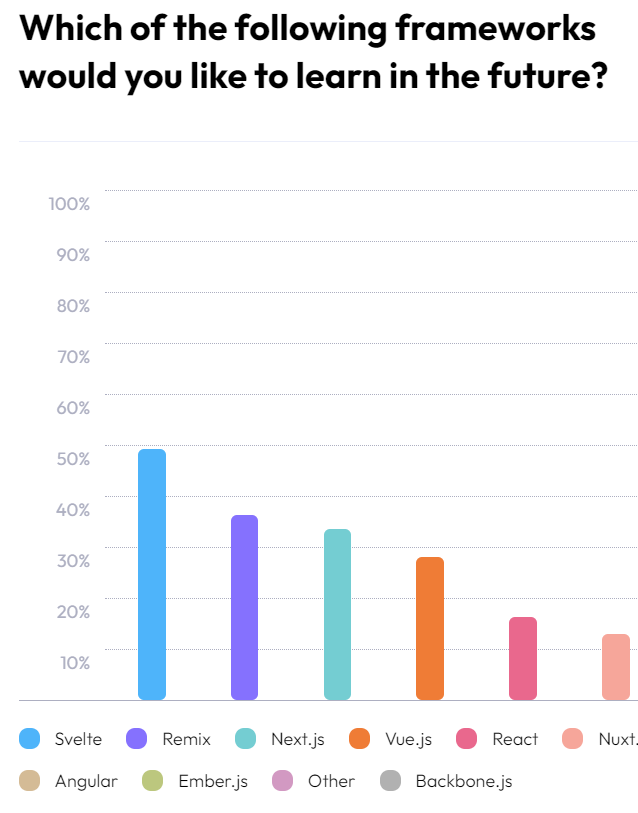 Which of the following frameworks
would you like to learn in the future?
100%
90%
80%
70%
60%
50%
40%
30%
20%
10%
Svelte Remix Next.js Vue.js React Nuxt.
Angular Ember.js Other Backbone.js